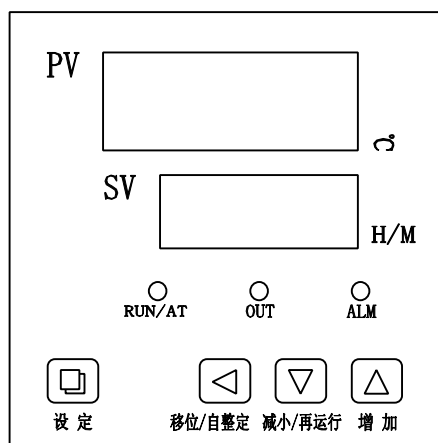 PV
℃
SV
H/M
RUN/AT OUT ALM
设 定 移位/自整定 减小/再运行 增 加